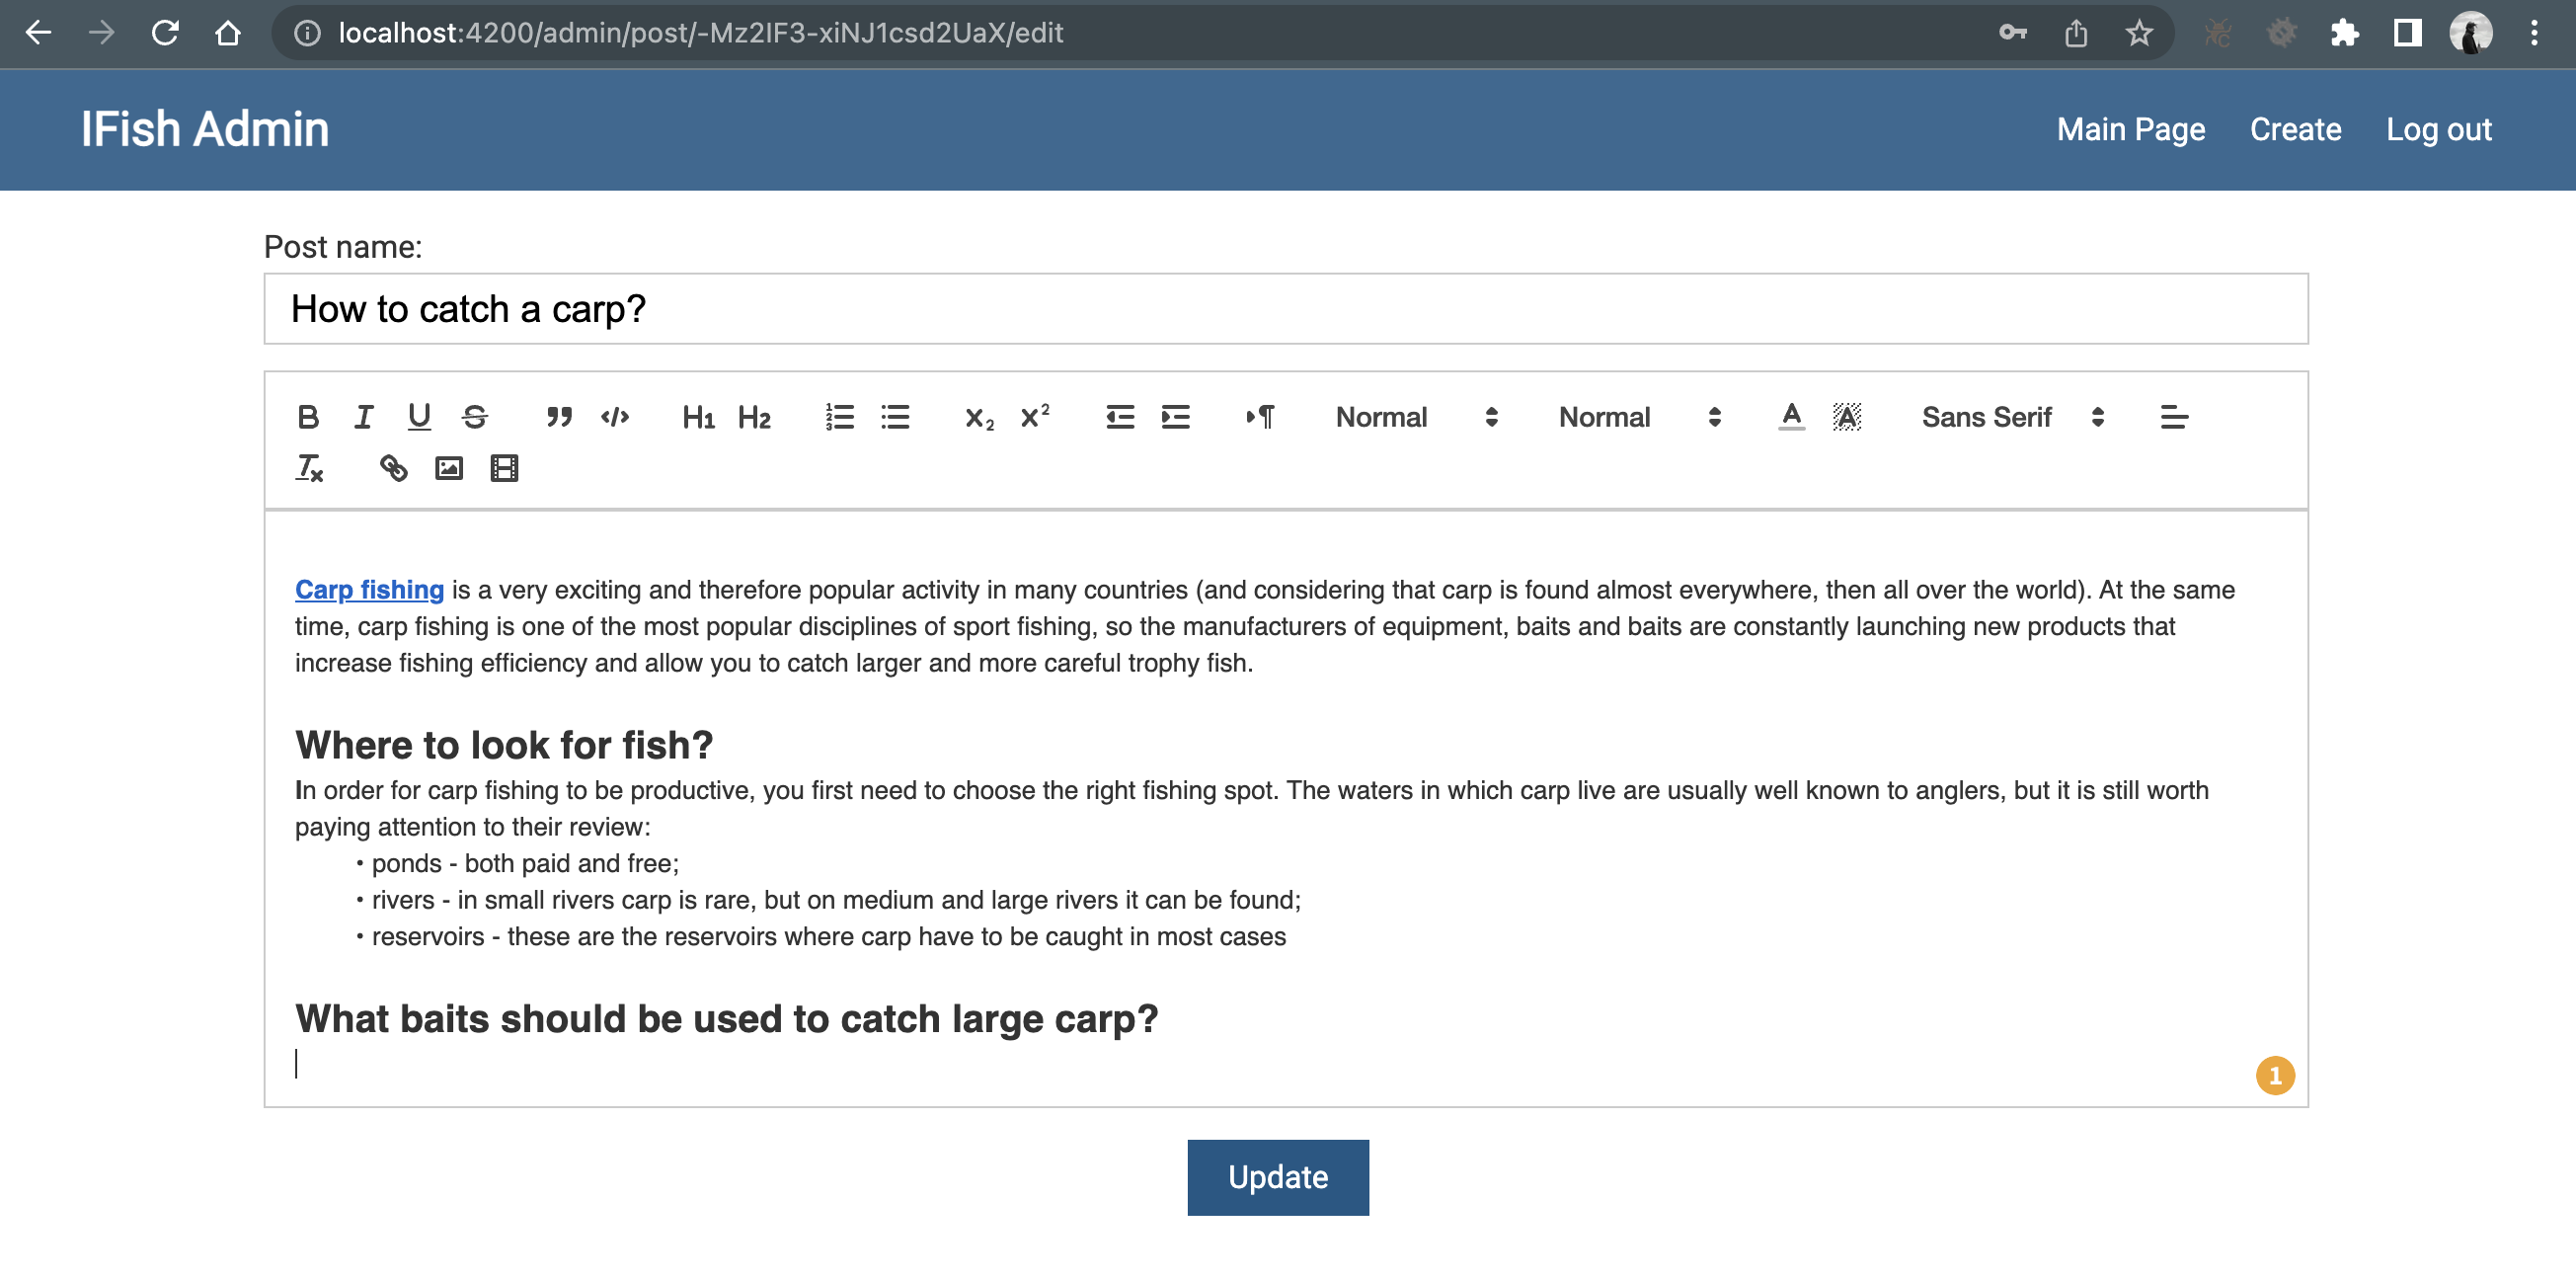 localhost:4200/admin/post/-Mz2IF3-xiNJ1csd2UaX/edit
IFish Admin
Main Page Create Log out
Post name:
How to catch a carp?
B I U S ” </> H1 H2 X2 X² ¶ Normal Normal A A Sans Serif
Tx
Carp fishing is a very exciting and therefore popular activity in many countries (and considering that carp is found almost everywhere, then all over the world). At the same
time, carp fishing is one of the most popular disciplines of sport fishing, so the manufacturers of equipment, baits and baits are constantly launching new products that
increase fishing efficiency and allow you to catch larger and more careful trophy fish.
Where to look for fish?
In order for carp fishing to be productive, you first need to choose the right fishing spot. The waters in which carp live are usually well known to anglers, but it is still worth
paying attention to their review:
• ponds - both paid and free;
• rivers - in small rivers carp is rare, but on medium and large rivers it can be found;
• reservoirs - these are the reservoirs where carp have to be caught in most cases
What baits should be used to catch large carp?
1
Update